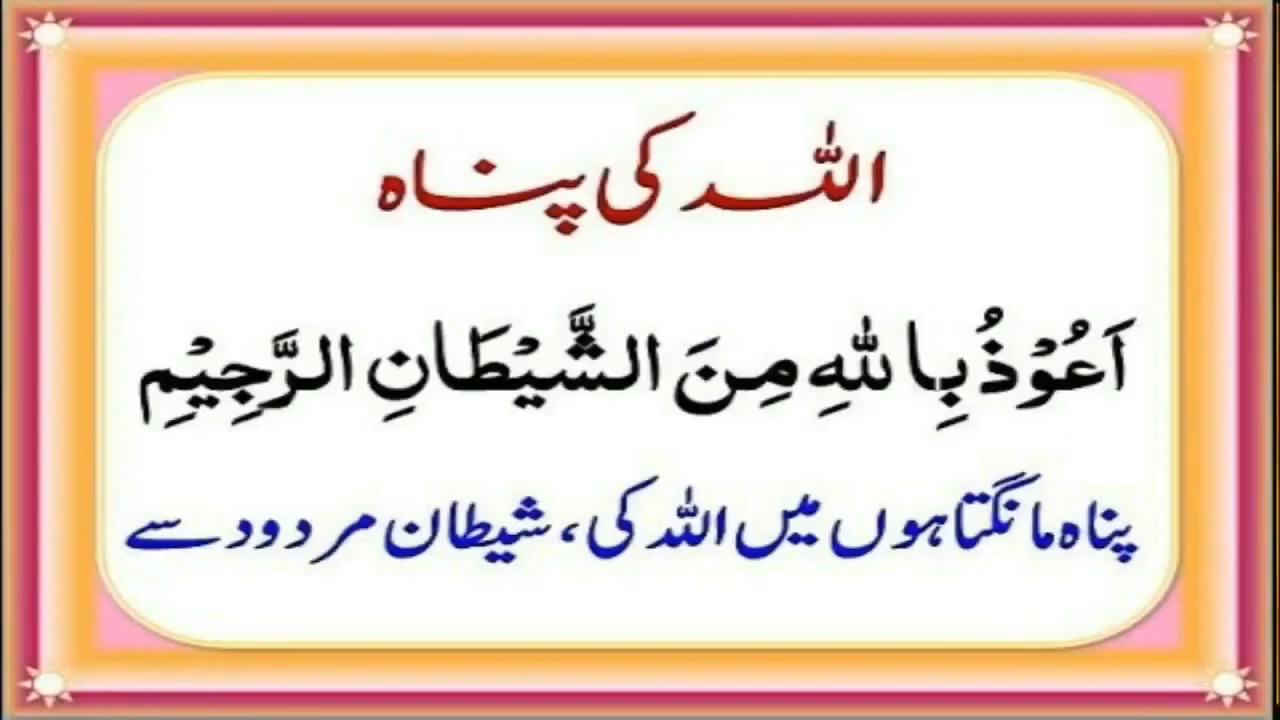 اللہ کی پناہ
اَعُوْذُ بِاللّٰهِ مِنَ الشَّيْطَانِ الرَّجِيْمِ
پناہ مانگتا ہوں میں اللہ کی، شیطان مردود سے